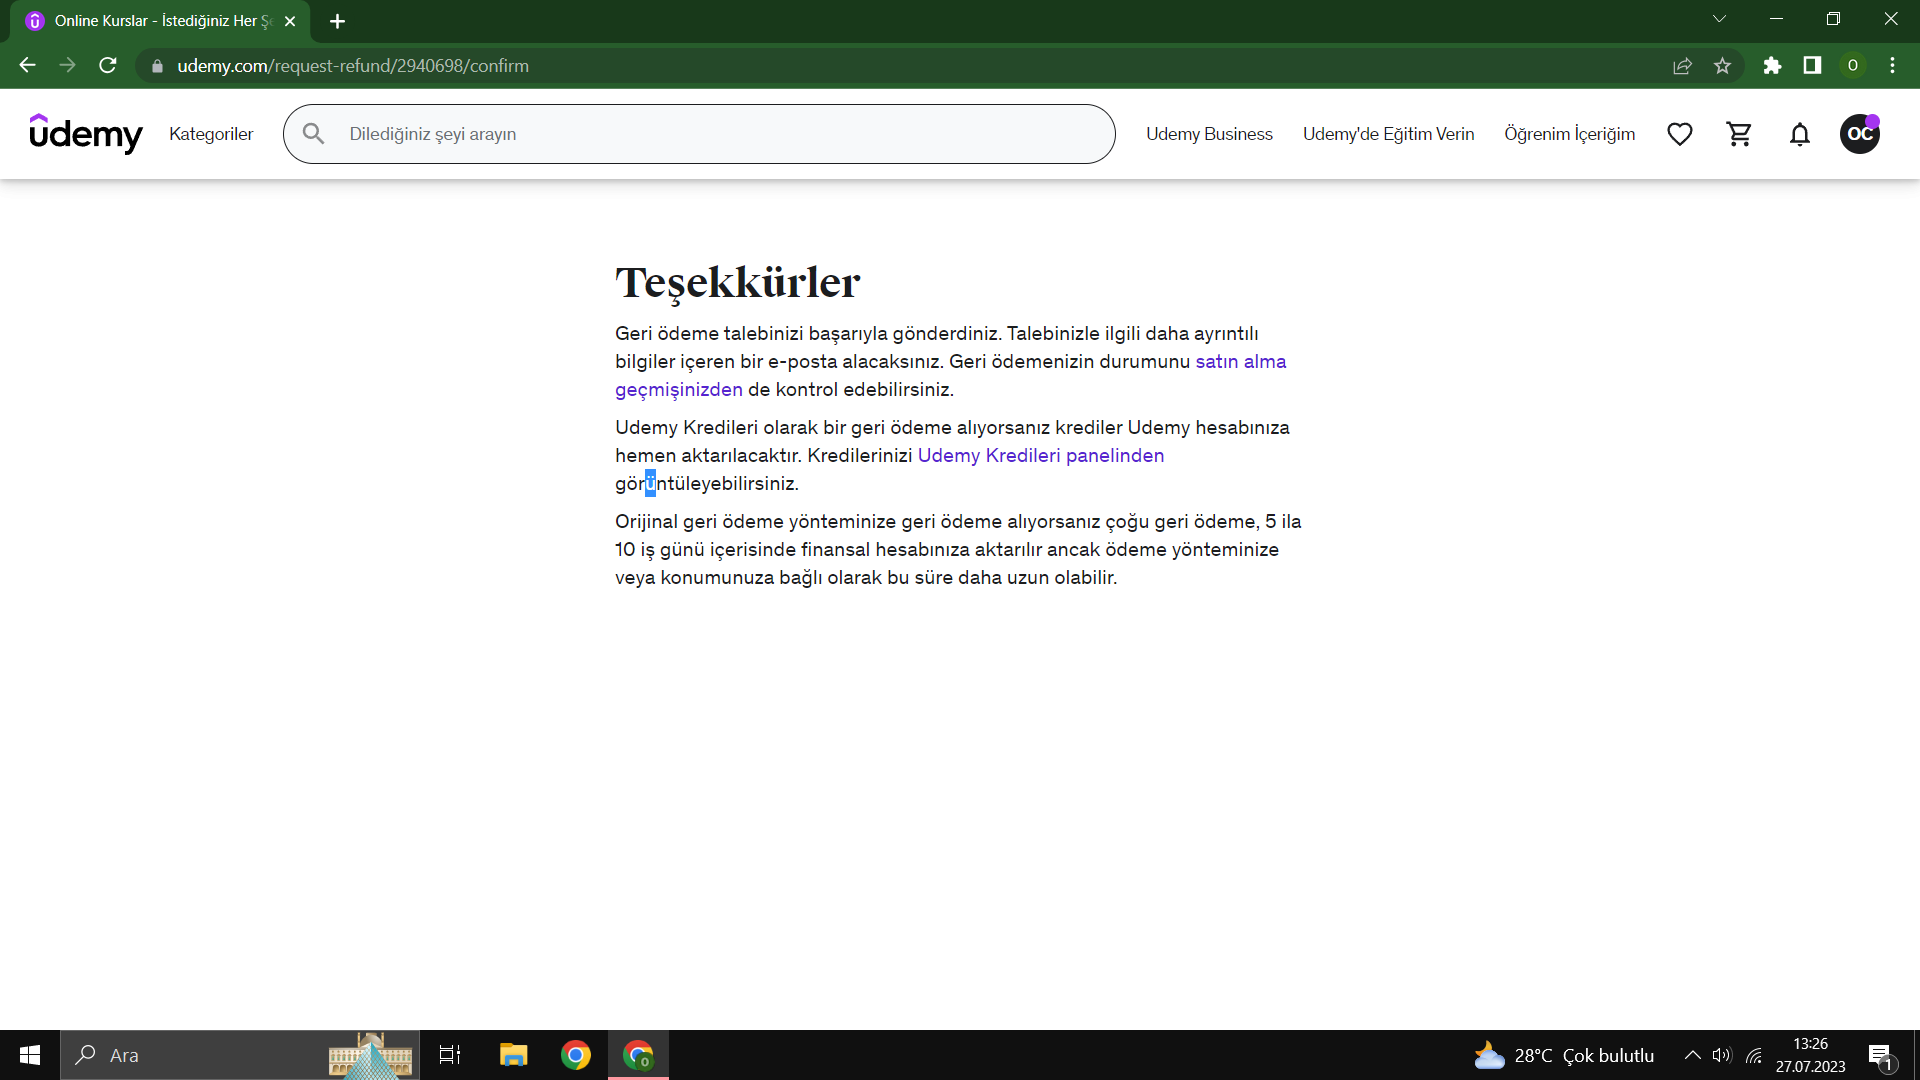 Online Kurslar - İstediğiniz Her Şe
udemy.com/request-refund/2940698/confirm
O
udemy
Kategoriler
Dilediğiniz şeyi arayın
Udemy Business
Udemy'de Eğitim Verin
Öğrenim İçeriğim
OC
Teşekkürler
Geri ödeme talebinizi başarıyla gönderdiniz. Talebinizle ilgili daha ayrıntılı
bilgiler içeren bir e-posta alacaksınız. Geri ödemenizin durumunu satın alma
geçmişinizden de kontrol edebilirsiniz.
Udemy Kredileri olarak bir geri ödeme alıyorsanız krediler Udemy hesabınıza
hemen aktarılacaktır. Kredilerinizi Udemy Kredileri panelinden
görüntüleyebilirsiniz.
Orijinal geri ödeme yönteminize geri ödeme alıyorsanız çoğu geri ödeme, 5 ila
10 iş günü içerisinde finansal hesabınıza aktarılır ancak ödeme yönteminize
veya konumunuza bağlı olarak bu süre daha uzun olabilir.
Ara
O
28°C Çok bulutlu
13:26
27.07.2023
1